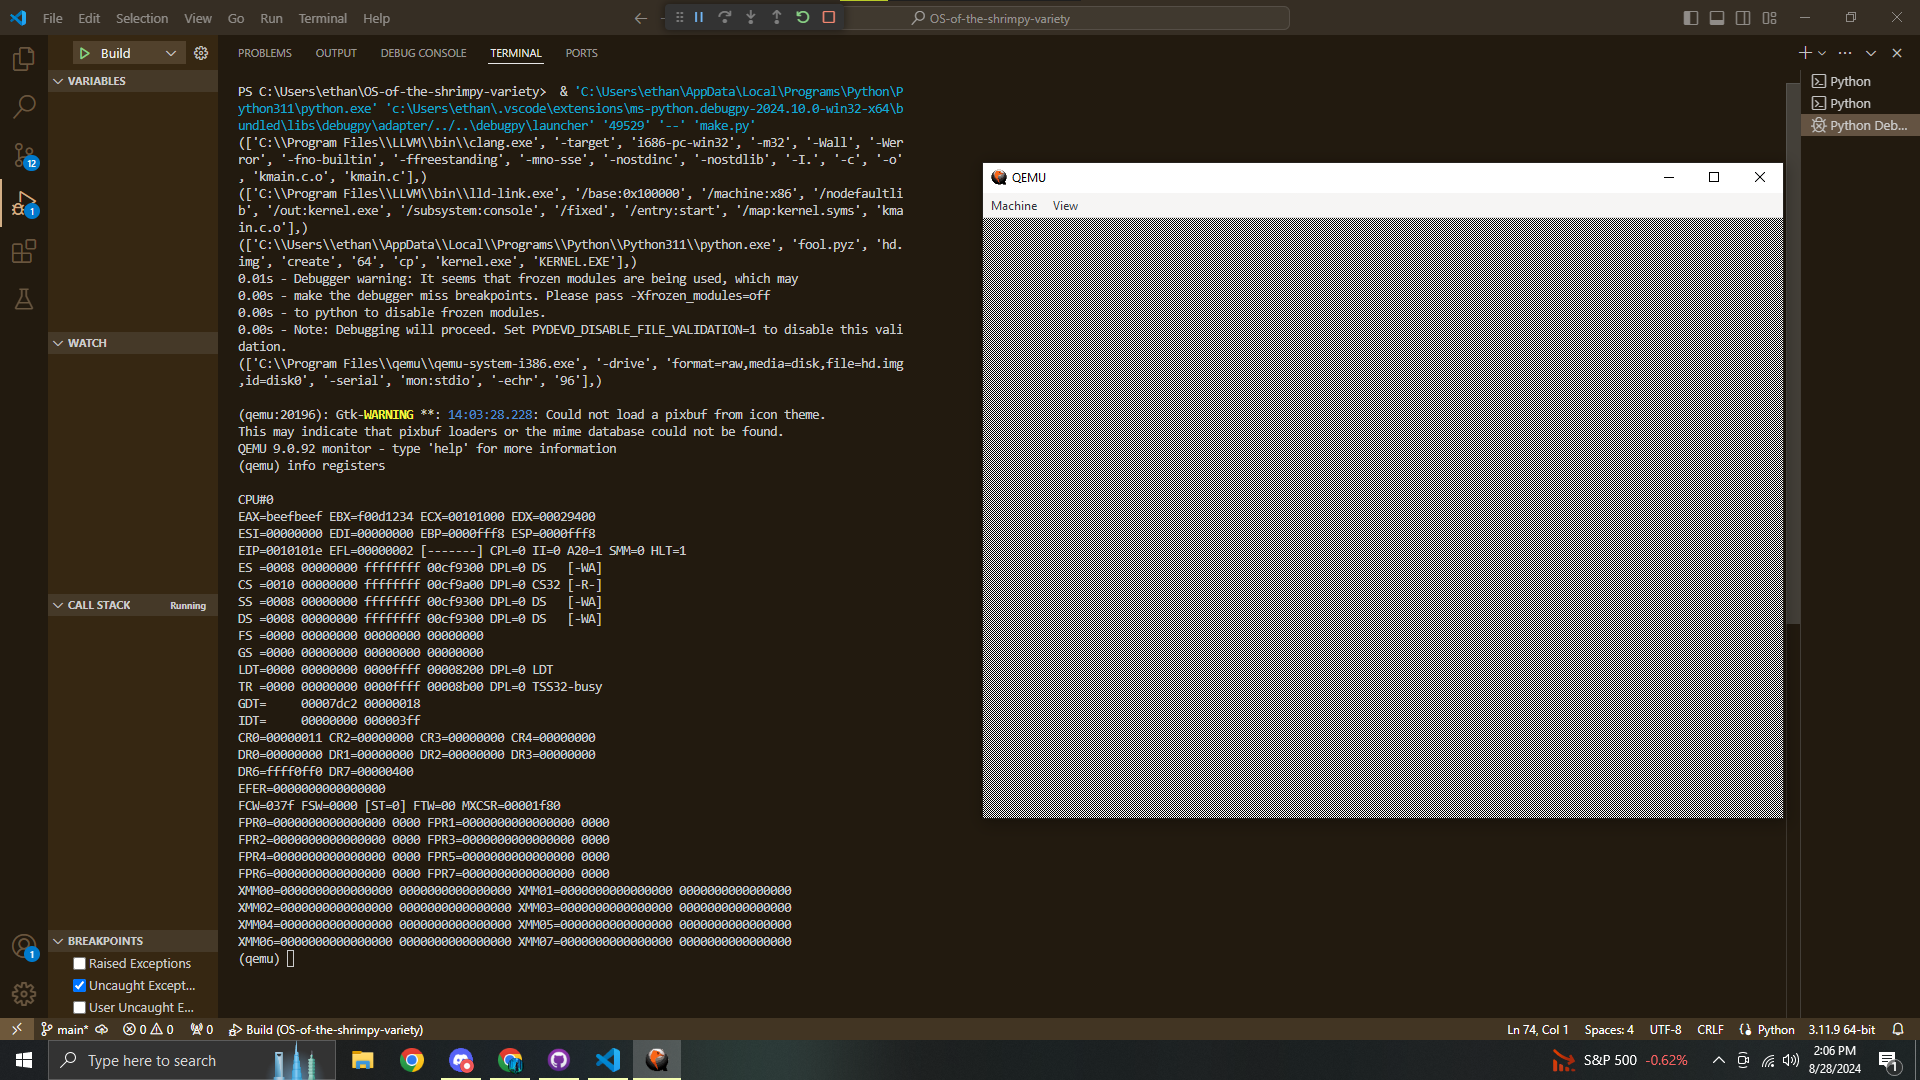 File Edit Selection View Go Run Terminal Help
OS-of-the-shrimpy-variety
Build
PROBLEMS OUTPUT DEBUG CONSOLE TERMINAL PORTS
VARIABLES
WATCH
CALL STACK Running
BREAKPOINTS
Raised Exceptions
Uncaught Except...
User Uncaught E...
12
1
1
PS C:\Users\ethan\OS-of-the-shrimpy-variety>  & 'C:\Users\ethan\AppData\Local\Programs\Python\P
ython311\python.exe' 'c:\Users\ethan\.vscode\extensions\ms-python.debugpy-2024.10.0-win32-x64\b
undled\libs\debugpy\adapter/../..\debugpy\launcher' '49529' '--' 'make.py'
(['C:\\Program Files\\LLVM\\bin\\clang.exe', '-target', 'i686-pc-win32', '-m32', '-Wall', '-Wer
ror', '-fno-builtin', '-ffreestanding', '-mno-sse', '-nostdinc', '-nostdlib', '-I.', '-c', '-o'
, 'kmain.c.o', 'kmain.c'],)
(['C:\\Program Files\\LLVM\\bin\\lld-link.exe', '/base:0x100000', '/machine:x86', '/nodefaultli
b', '/out:kernel.exe', '/subsystem:console', '/fixed', '/entry:start', '/map:kernel.syms', 'kma
in.c.o'],)
(['C:\\Users\\ethan\\AppData\\Local\\Programs\\Python\\Python311\\python.exe', 'fool.pyz', 'hd.
img', 'create', '64', 'cp', 'kernel.exe', 'KERNEL.EXE'],)
0.01s - Debugger warning: It seems that frozen modules are being used, which may
0.00s - make the debugger miss breakpoints. Please pass -Xfrozen_modules=off
0.00s - to python to disable frozen modules.
0.00s - Note: Debugging will proceed. Set PYDEVD_DISABLE_FILE_VALIDATION=1 to disable this vali
dation.
(['C:\\Program Files\\qemu\\qemu-system-i386.exe', '-drive', 'format=raw,media=disk,file=hd.img
,id=disk0', '-serial', 'mon:stdio', '-echr', '96'],)
(qemu:20196): Gtk-WARNING **: 14:03:28.228: Could not load a pixbuf from icon theme.
This may indicate that pixbuf loaders or the mime database could not be found.
QEMU 9.0.92 monitor - type 'help' for more information
(qemu) info registers
CPU#0
EAX=beefbeef EBX=f00d1234 ECX=00101000 EDX=00029400
ESI=00000000 EDI=00000000 EBP=0000fff8 ESP=0000fff8
EIP=0010101e EFL=00000002 [-------] CPL=0 II=0 A20=1 SMM=0 HLT=1
ES =0008 00000000 ffffffff 00cf9300 DPL=0 DS   [-WA]
CS =0010 00000000 ffffffff 00cf9a00 DPL=0 CS32 [-R-]
SS =0008 00000000 ffffffff 00cf9300 DPL=0 DS   [-WA]
DS =0008 00000000 ffffffff 00cf9300 DPL=0 DS   [-WA]
FS =0000 00000000 00000000 00000000
GS =0000 00000000 00000000 00000000
LDT=0000 00000000 0000ffff 00008200 DPL=0 LDT
TR =0000 00000000 0000ffff 00008b00 DPL=0 TSS32-busy
GDT=     00007dc2 00000018
IDT=     00000000 000003ff
CR0=00000011 CR2=00000000 CR3=00000000 CR4=00000000
DR0=00000000 DR1=00000000 DR2=00000000 DR3=00000000
DR6=ffff0ff0 DR7=00000400
EFER=0000000000000000
FCW=037f FSW=0000 [ST=0] FTW=00 MXCSR=00001f80
FPR0=0000000000000000 0000 FPR1=0000000000000000 0000
FPR2=0000000000000000 0000 FPR3=0000000000000000 0000
FPR4=0000000000000000 0000 FPR5=0000000000000000 0000
FPR6=0000000000000000 0000 FPR7=0000000000000000 0000
XMM00=0000000000000000 0000000000000000 XMM01=0000000000000000 0000000000000000
XMM02=0000000000000000 0000000000000000 XMM03=0000000000000000 0000000000000000
XMM04=0000000000000000 0000000000000000 XMM05=0000000000000000 0000000000000000
XMM06=0000000000000000 0000000000000000 XMM07=0000000000000000 0000000000000000
(qemu)
Python
Python
Python Deb...
QEMU
Machine View
main* 0 0 0 Build (OS-of-the-shrimpy-variety) Ln 74, Col 1 Spaces: 4 UTF-8 CRLF Python 3.11.9 64-bit
Type here to search
S&P 500 -0.62%
2:06 PM
8/28/2024
1